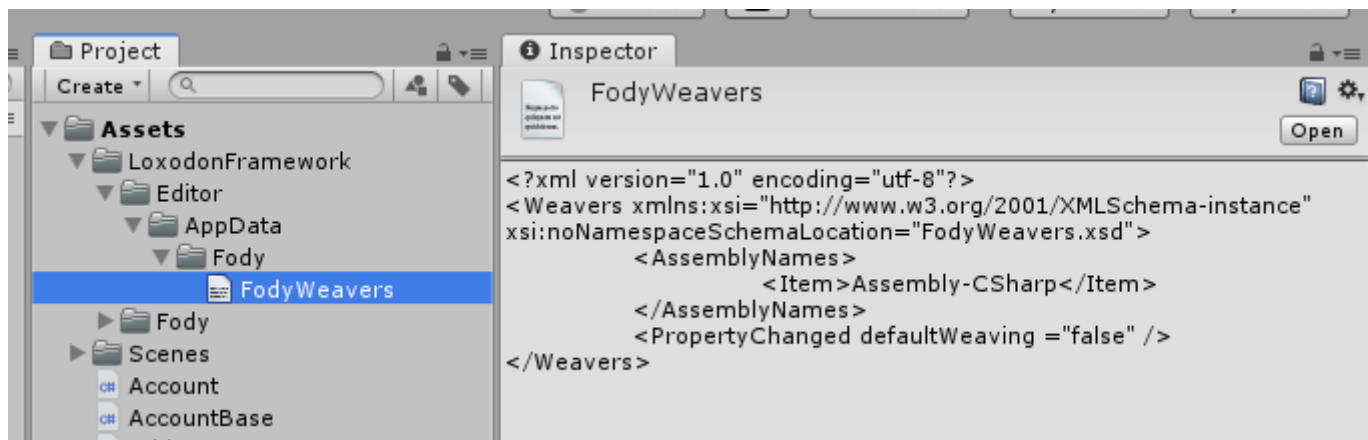 Project
Create
Assets
LoxodonFramework
Editor
AppData
Fody
FodyWeavers
Fody
Scenes
Account
AccountBase
Inspector
FodyWeavers
Open
<?xml version="1.0" encoding="utf-8"?>
<Weavers xmlns:xsi="http://www.w3.org/2001/XMLSchema-instance"
xsi:noNamespaceSchemaLocation="FodyWeavers.xsd">
<AssemblyNames>
<Item>Assembly-CSharp</Item>
</AssemblyNames>
<PropertyChanged defaultWeaving ="false" />
</Weavers>